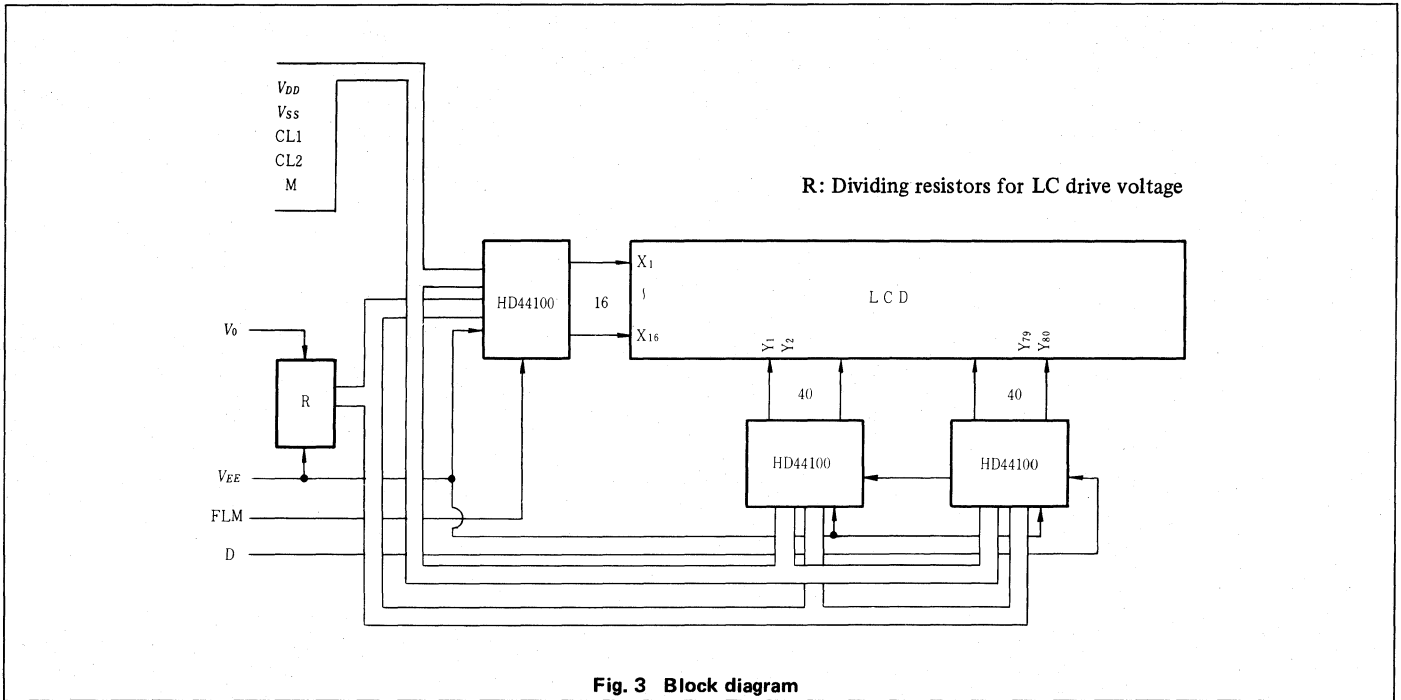 VDD
VSS
CL1
CL2
M
R: Dividing resistors for LC drive voltage
HD44100
16
X1
~
X16
LCD
Y1
Y2
Y79
Y80
V0
R
40
40
HD44100
HD44100
VEE
FLM
D
Fig. 3 Block diagram